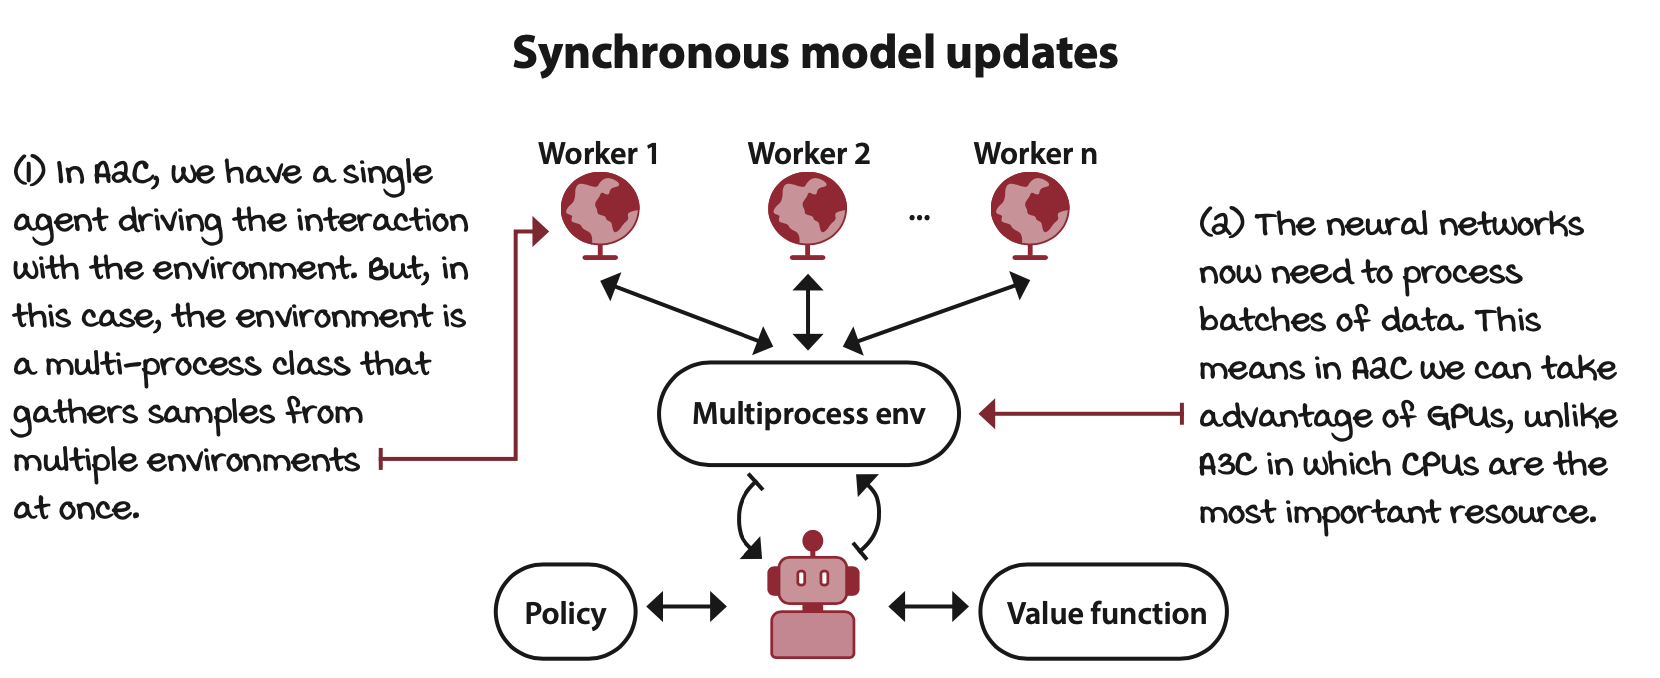 Synchronous model updates
Worker 1
Worker 2
...
Worker n
(1) In A2C, we have a single
agent driving the interaction
with the environment. But, in
this case, the environment is
a multi-process class that
gathers samples from
multiple environments
at once.
(2) The neural networks
now need to process
batches of data. This
means in A2C we can take
advantage of GPUs, unlike
A3C in which CPUs are the
most important resource.
Multiprocess env
Policy
Value function